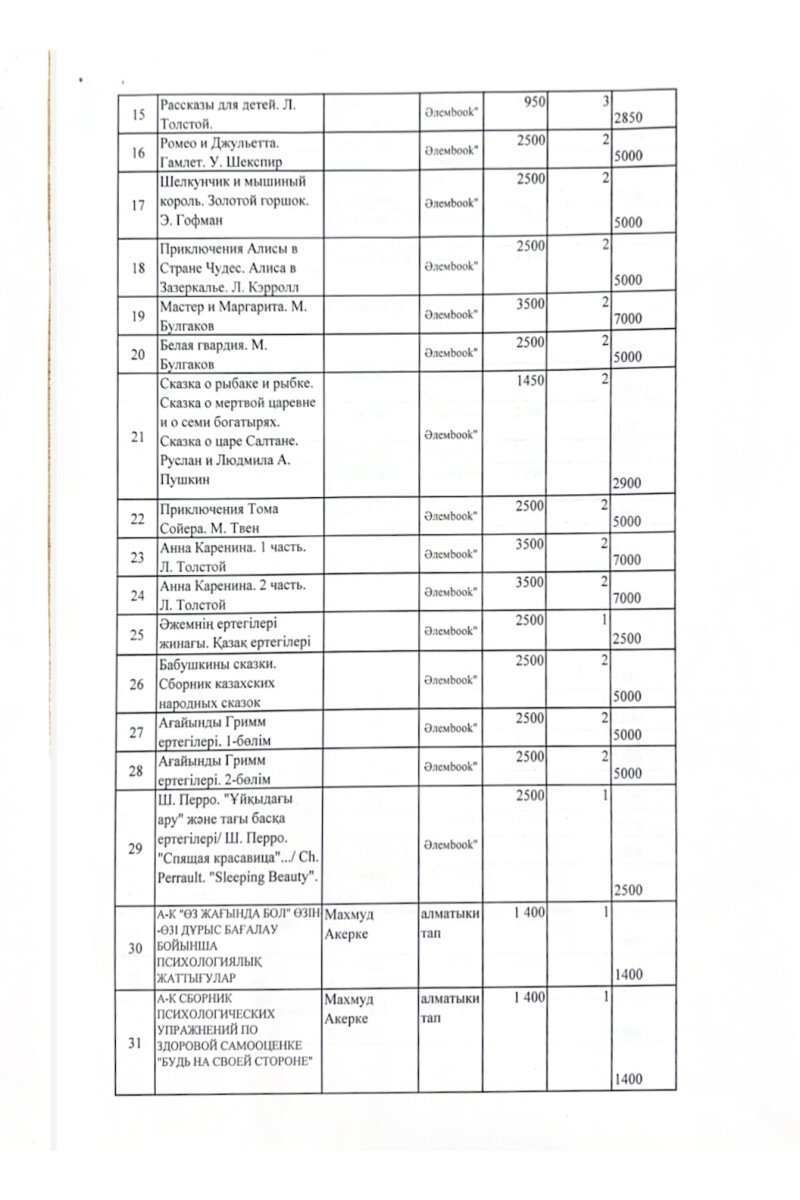 15 Рассказы для детей. Л. Әлемbook" 950 3 2850
Толстой.
16 Ромео и Джульетта. Әлемbook" 2500 2 5000
Гамлет. У. Шекспир
17 Шелкунчик и мышиный Әлемbook" 2500 2 5000
король. Золотой горшок.
Э. Гофман
18 Приключения Алисы в Әлемbook" 2500 2 5000
Стране Чудес. Алиса в
Зазеркалье. Л. Кэрролл
19 Мастер и Маргарита. М. Әлемbook" 3500 2 7000
Булгаков
20 Белая гвардия. М. Әлемbook" 2500 2 5000
Булгаков
21 Сказка о рыбаке и рыбке. Әлемbook" 1450 2 2900
Сказка о мертвой царевне
и о семи богатырях.
Сказка о царе Салтане.
Руслан и Людмила А.
Пушкин
22 Приключения Тома Әлемbook" 2500 2 5000
Сойера. М. Твен
23 Анна Каренина. 1 часть. Әлемbook" 3500 2 7000
Л. Толстой
24 Анна Каренина. 2 часть. Әлемbook" 3500 2 7000
Л. Толстой
25 Әжемнің ертегілері Әлемbook" 2500 1 2500
жинағы. Қазақ ертегілері
26 Бабушкины сказки. Әлемbook" 2500 2 5000
Сборник казахских
народных сказок
27 Ағайынды Гримм Әлемbook" 2500 2 5000
ертегілері. 1-бөлім
28 Ағайынды Гримм Әлемbook" 2500 2 5000
ертегілері. 2-бөлім
29 Ш. Перро. "Ұйқыдағы Әлемbook" 2500 1 2500
ару" және тағы басқа
ертегілері/ Ш. Перро.
"Спящая красавица".../ Ch.
Perrault. "Sleeping Beauty".
30 А-К "ӨЗ ЖАҒЫНДА БОЛ" ӨЗІН Махмуд алматыки 1 400 1 1400
-ӨЗІ ДҰРЫС БАҒАЛАУ Акерке тап
БОЙЫНША
ПСИХОЛОГИЯЛЫҚ
ЖАТТЫҒУЛАР
31 А-К СБОРНИК Махмуд алматыки 1 400 1 1400
ПСИХОЛОГИЧЕСКИХ Акерке тап
УПРАЖНЕНИЙ ПО
ЗДОРОВОЙ САМООЦЕНКЕ
"БУДЬ НА СВОЕЙ СТОРОНЕ"